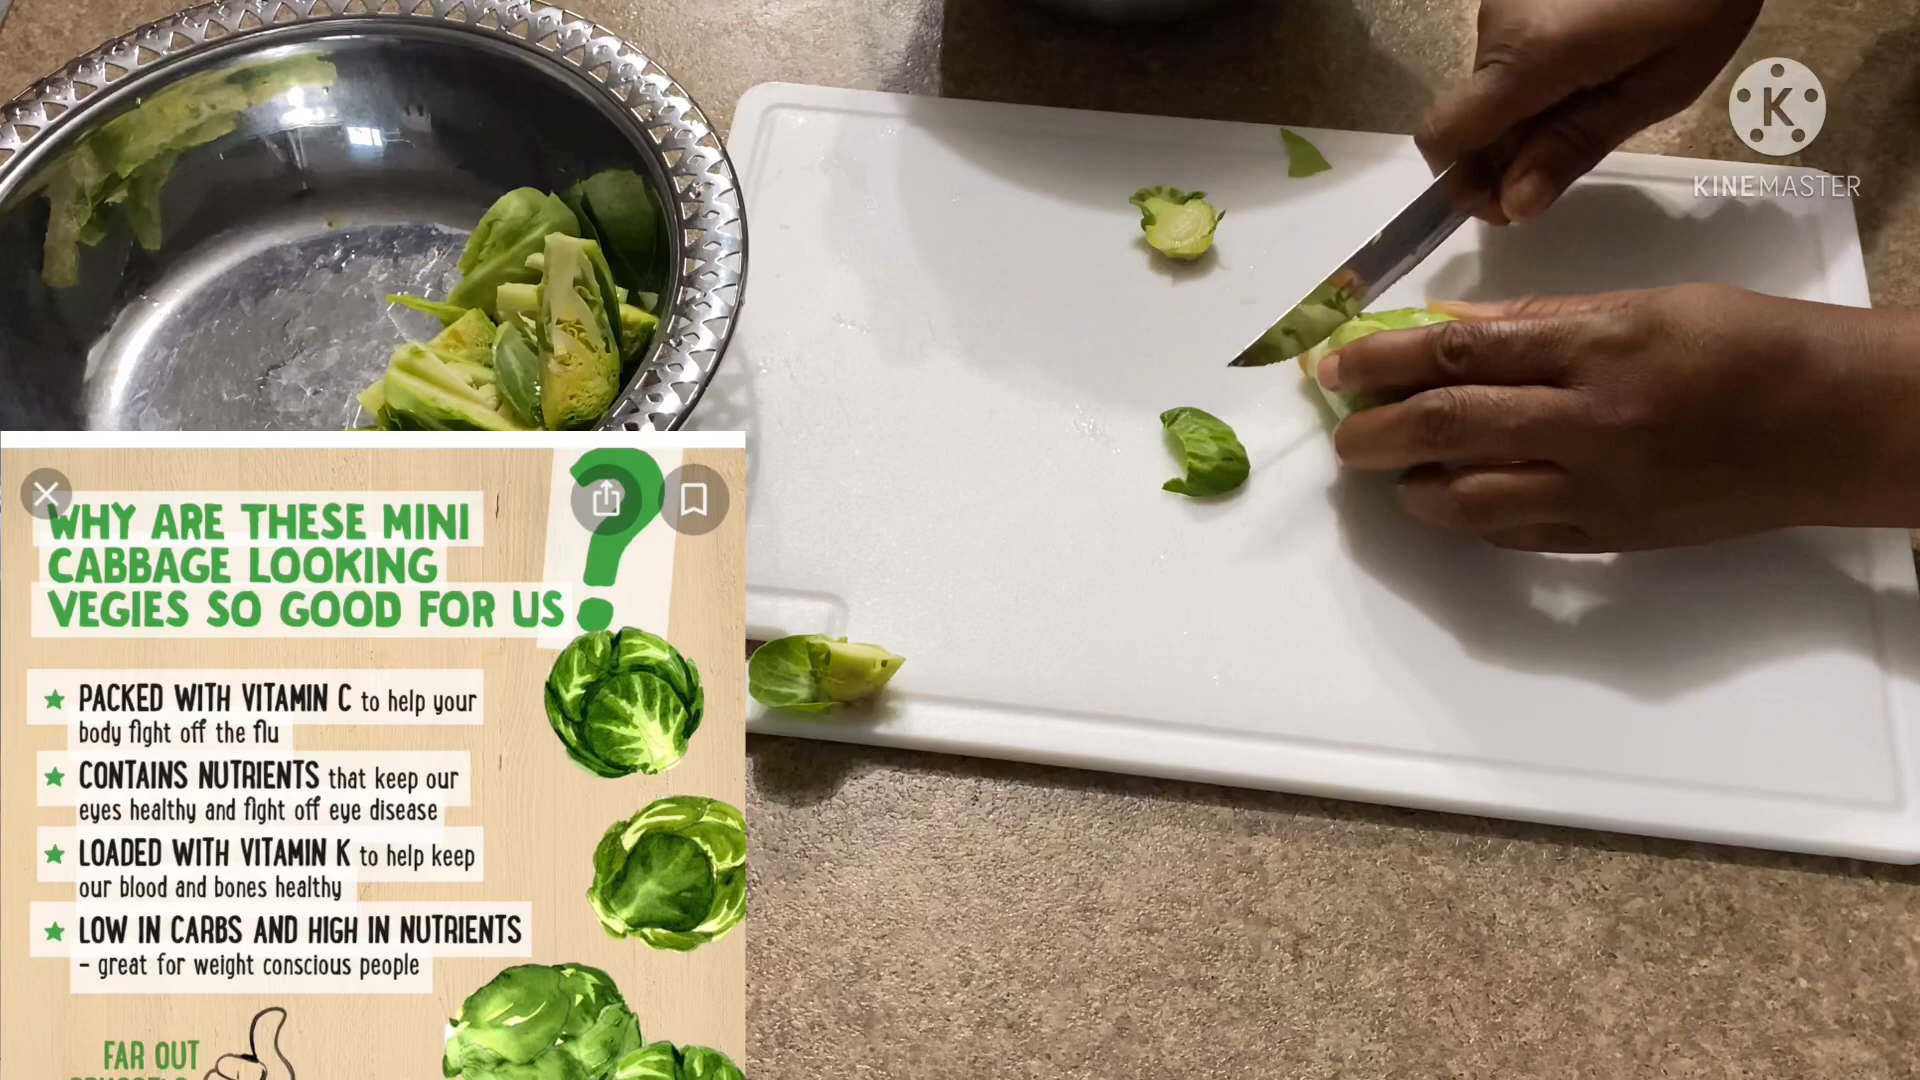 K
KINEMASTER
WHY ARE THESE MINI
CABBAGE LOOKING
VEGIES SO GOOD FOR US?
PACKED WITH VITAMIN C to help your
body fight off the flu
CONTAINS NUTRIENTS that keep our
eyes healthy and fight off eye disease
LOADED WITH VITAMIN K to help keep
our blood and bones healthy
LOW IN CARBS AND HIGH IN NUTRIENTS
- great for weight conscious people
FAR OUT